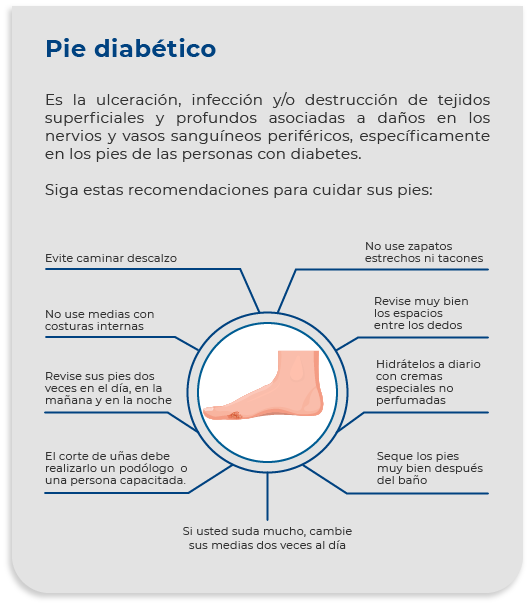 Pie diabético
Es la ulceración, infección y/o destrucción de tejidos
superficiales y profundos asociadas a daños en los
nervios y vasos sanguíneos periféricos, específicamente
en los pies de las personas con diabetes.
Siga estas recomendaciones para cuidar sus pies:
Evite caminar descalzo
No use medias con
costuras internas
Revise sus pies dos
veces en el día, en la
mañana y en la noche
El corte de uñas debe
realizarlo un podólogo o
una persona capacitada.
No use zapatos
estrechos ni tacones
Revise muy bien
los espacios
entre los dedos
Hidrátelos a diario
con cremas
especiales no
perfumadas
Seque los pies
muy bien después
del baño
Si usted suda mucho, cambie
sus medias dos veces al día